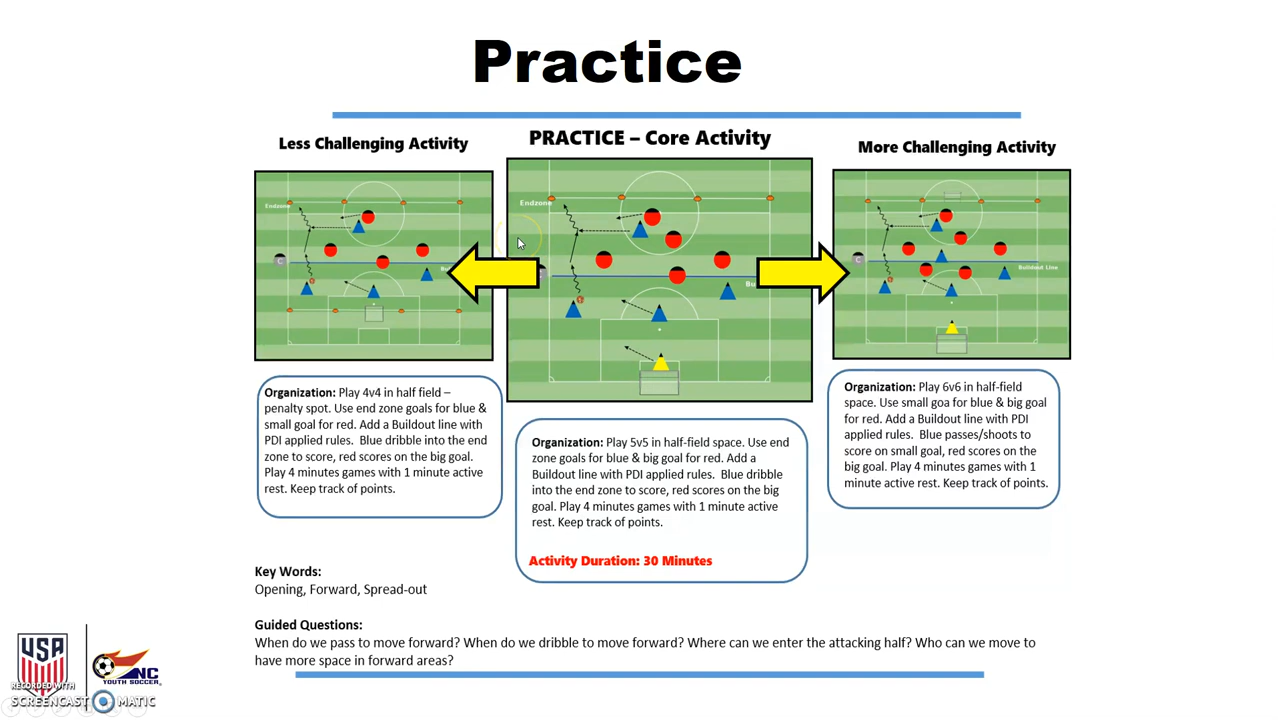 Practice
Less Challenging Activity
PRACTICE – Core Activity
More Challenging Activity
Endzone
Endzone
Bu
Bu
Buildout Line
C
C
Organization: Play 4v4 in half field –
penalty spot. Use end zone goals for blue &
small goal for red. Add a Buildout line with
PDI applied rules.  Blue dribble into the end
zone to score, red scores on the big goal.
Play 4 minutes games with 1 minute active
rest. Keep track of points.
Organization: Play 5v5 in half-field space. Use end
zone goals for blue & big goal for red. Add a
Buildout line with PDI applied rules.  Blue dribble
into the end zone to score, red scores on the big
goal. Play 4 minutes games with 1 minute active
rest. Keep track of points.
Activity Duration: 30 Minutes
Organization: Play 6v6 in half-field
space. Use small goa for blue & big goal
for red. Add a Buildout line with PDI
applied rules.  Blue passes/shoots to
score on small goal, red scores on the
big goal. Play 4 minutes games with 1
minute active rest. Keep track of points.
Key Words:
Opening, Forward, Spread-out
Guided Questions:
When do we pass to move forward? When do we dribble to move forward? Where can we enter the attacking half? Who can we move to
have more space in forward areas?
USA
NC
YOUTH SOCCER
RECORDED WITH
SCREENCAST MATIC